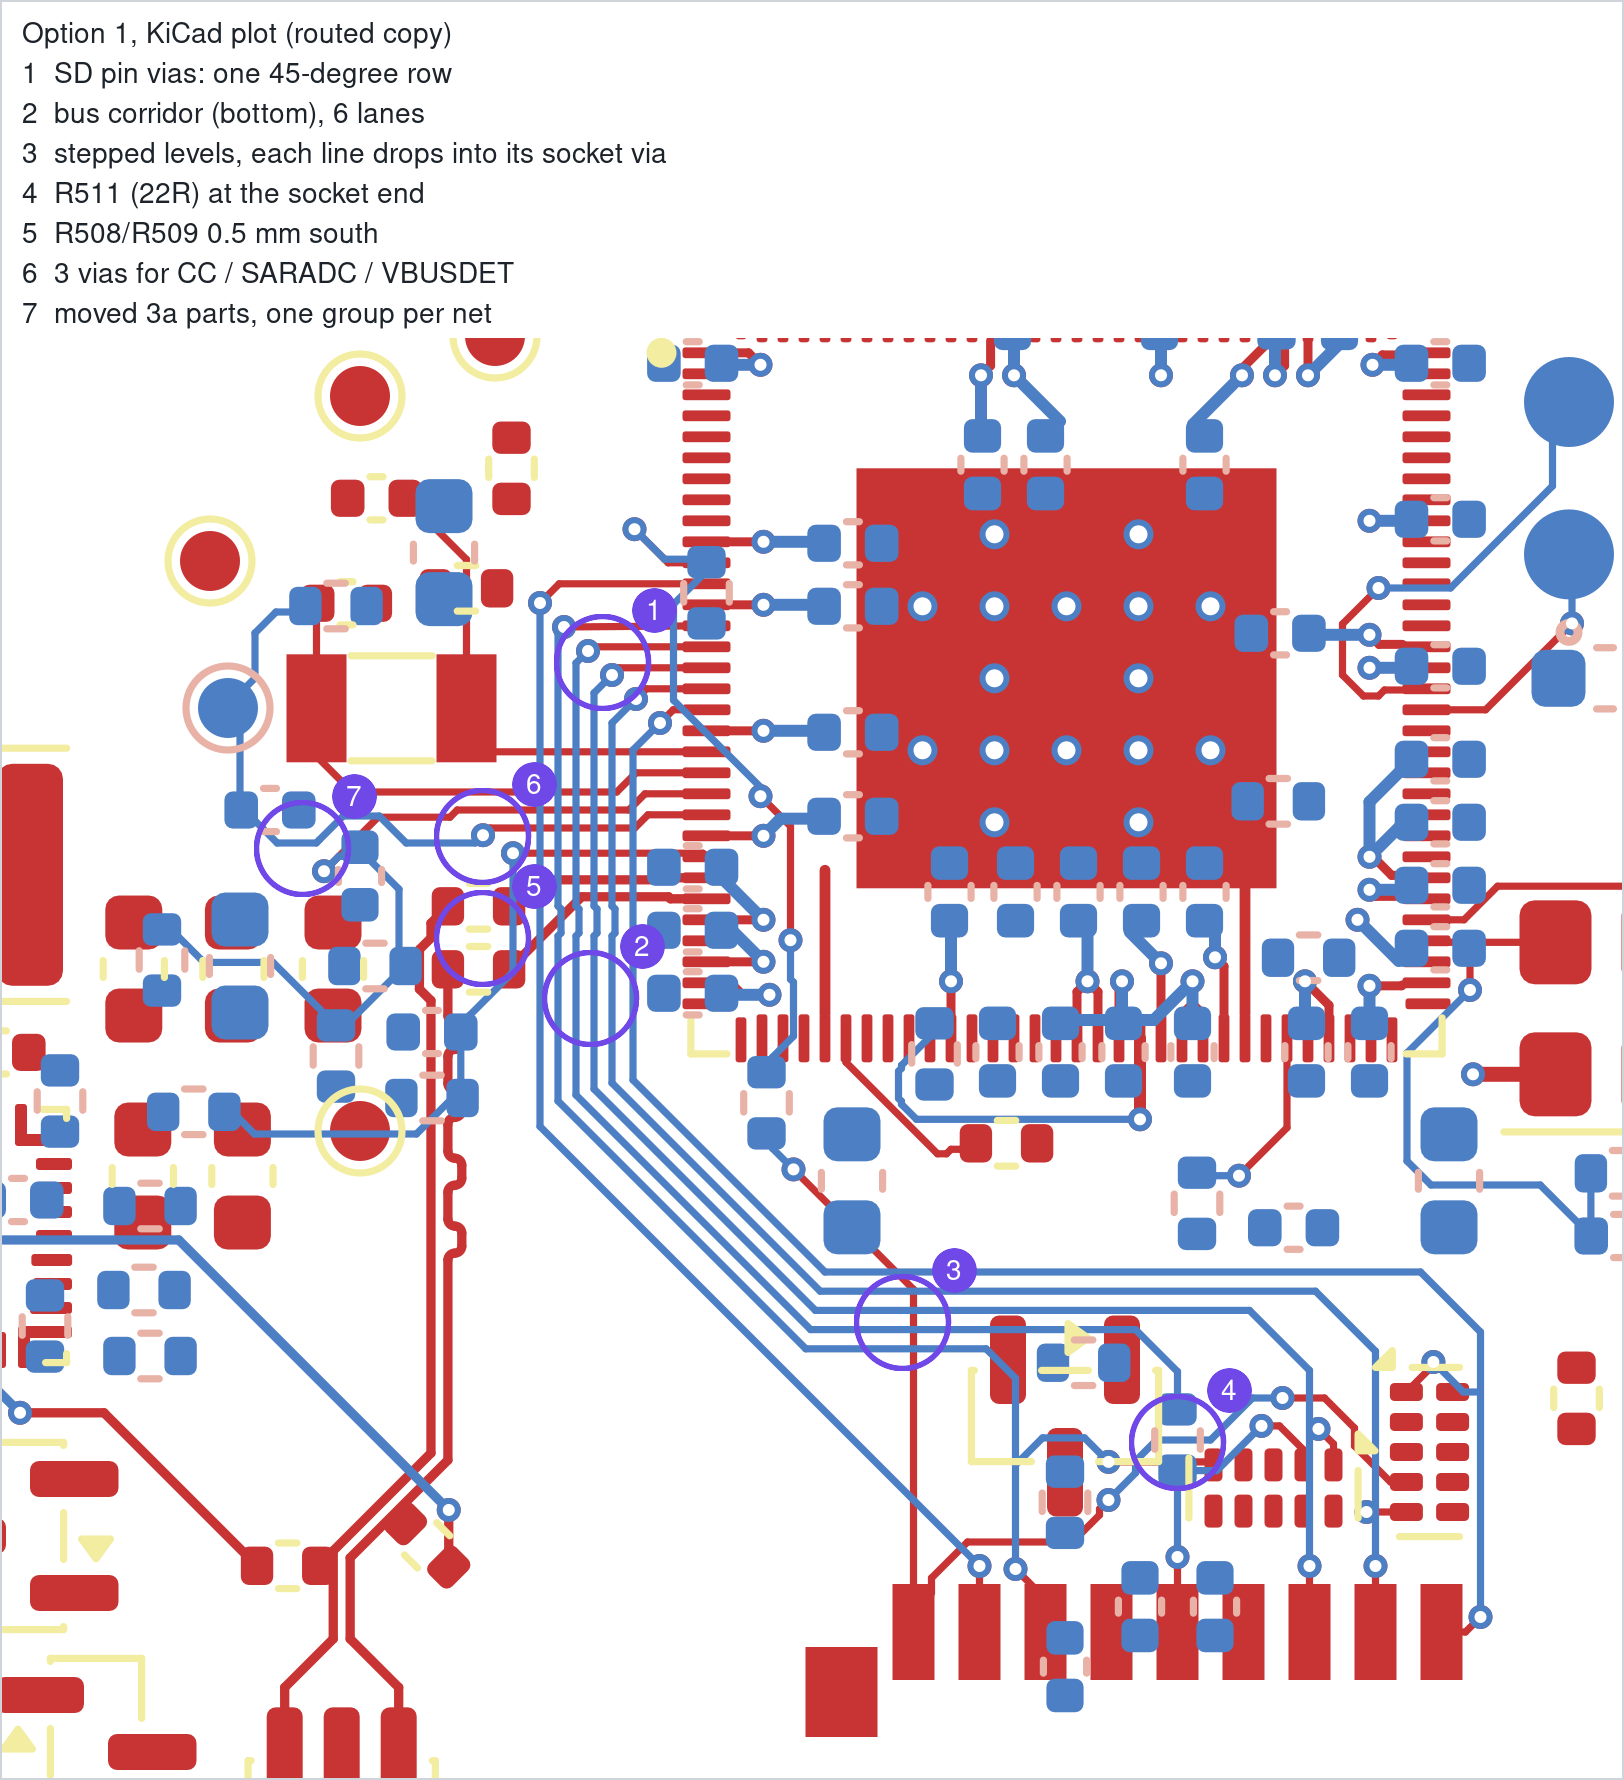 Option 1, KiCad plot (routed copy)
1 SD pin vias: one 45-degree row
2 bus corridor (bottom), 6 lanes
3 stepped levels, each line drops into its socket via
4 R511 (22R) at the socket end
5 R508/R509 0.5 mm south
6 3 vias for CC / SARADC / VBUSDET
7 moved 3a parts, one group per net
1
6
7
5
2
3
4